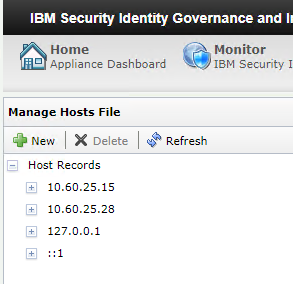 IBM Security Identity Governance and
Home
Appliance Dashboard
Monitor
IBM Security
Manage Hosts File
New
Delete
Refresh
Host Records
10.60.25.15
10.60.25.28
127.0.0.1
::1